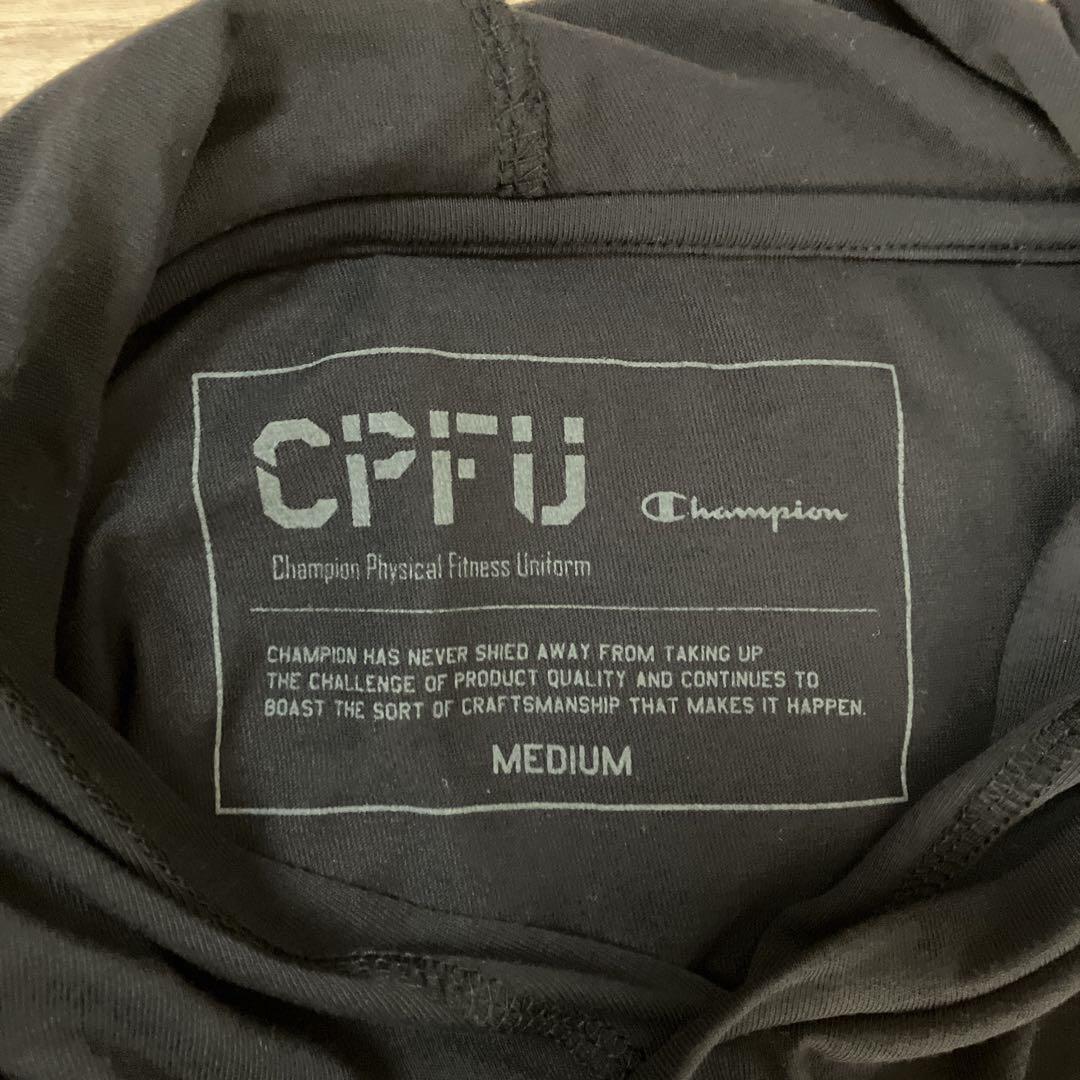 CPFU
Champion
Champion Physical Fitness Uniform
CHAMPION HAS NEVER SHIED AWAY FROM TAKING UP
THE CHALLENGE OF PRODUCT QUALITY AND CONTINUES TO
BOAST THE SORT OF CRAFTSMANSHIP THAT MAKES IT HAPPEN.
MEDIUM